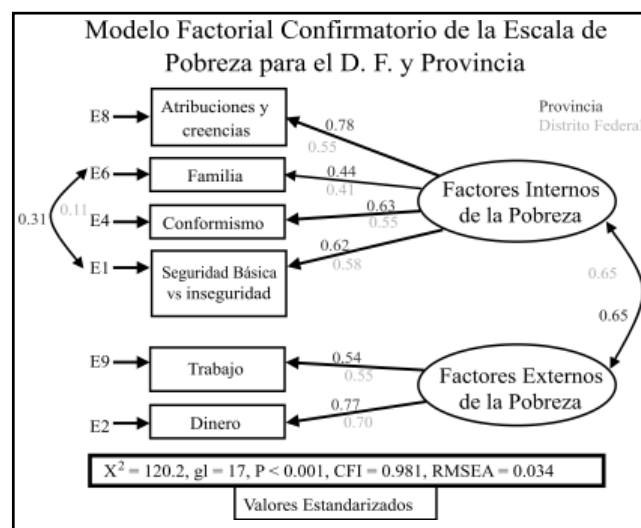 Modelo Factorial Confirmatorio de la Escala de
Pobreza para el D. F. y Provincia
Provincia
Distrito Federal
E8
Atribuciones y
creencias
0.78
0.55
E6
Familia
0.44
0.41
Factores Internos
de la Pobreza
0.31
0.11
E4
Conformismo
0.63
0.55
E1
Seguridad Básica
vs inseguridad
0.62
0.58
0.65
0.65
E9
Trabajo
0.54
0.55
Factores Externos
de la Pobreza
E2
Dinero
0.77
0.70
X² = 120.2, gl = 17, P < 0.001, CFI = 0.981, RMSEA = 0.034
Valores Estandarizados